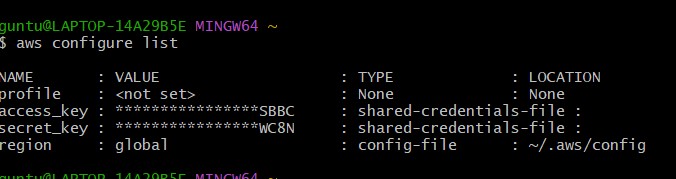 guntu@LAPTOP-14A29B5E MINGW64 ~
$ aws configure list
NAME : VALUE : TYPE : LOCATION
profile : <not set> : None : None
access_key : ****************SBBC : shared-credentials-file :
secret_key : ****************WC8N : shared-credentials-file :
region : global : config-file : ~/.aws/config